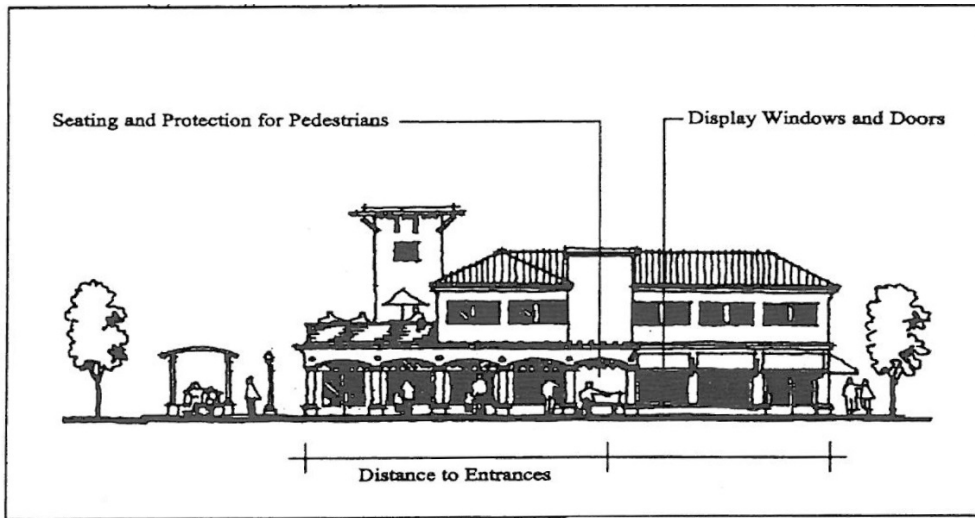 Seating and Protection for Pedestrians
Display Windows and Doors
Distance to Entrances